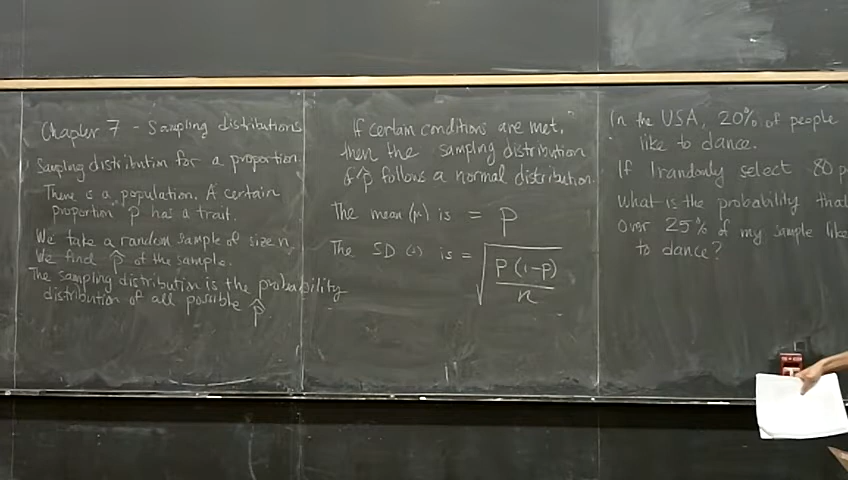 Chapter 7 - Sampling distributions
Sampling distribution for a proportion.
There is a population. A certain
proportion p has a trait.
We take a random sample of size n
We find p̂ of the sample.
The sampling distribution is the probability
distribution of all possible p̂
If certain conditions are met,
then the sampling distribution
of p̂ follows a normal distribution.
The mean (μ) is = p
The SD (σ) is = √(p(1-p)/n)
In the USA, 20% of people
like to dance.
If I randomly select 80 p
What is the probability that
over 25% of my sample like
to dance?